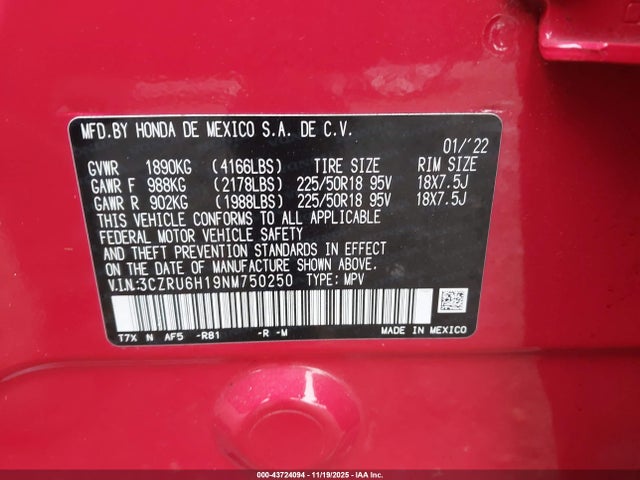 MFD.BY HONDA DE MEXICO S.A. DE C.V.
01/'22
GVWR 1890KG (4166LBS) TIRE SIZE RIM SIZE
GAWR F 988KG (2178LBS) 225/50R18 95V 18X7.5J
GAWR R 902KG (1988LBS) 225/50R18 95V 18X7.5J
THIS VEHICLE CONFORMS TO ALL APPLICABLE
FEDERAL MOTOR VEHICLE SAFETY
AND THEFT PREVENTION STANDARDS IN EFFECT
ON THE DATE OF MANUFACTURE SHOWN ABOVE.
V.I.N.:3CZRU6H19NM750250 TYPE: MPV
T7X N AF5 -R81 -R -M MADE IN MEXICO
000-43724094 - 11/19/2025 - IAA Inc.